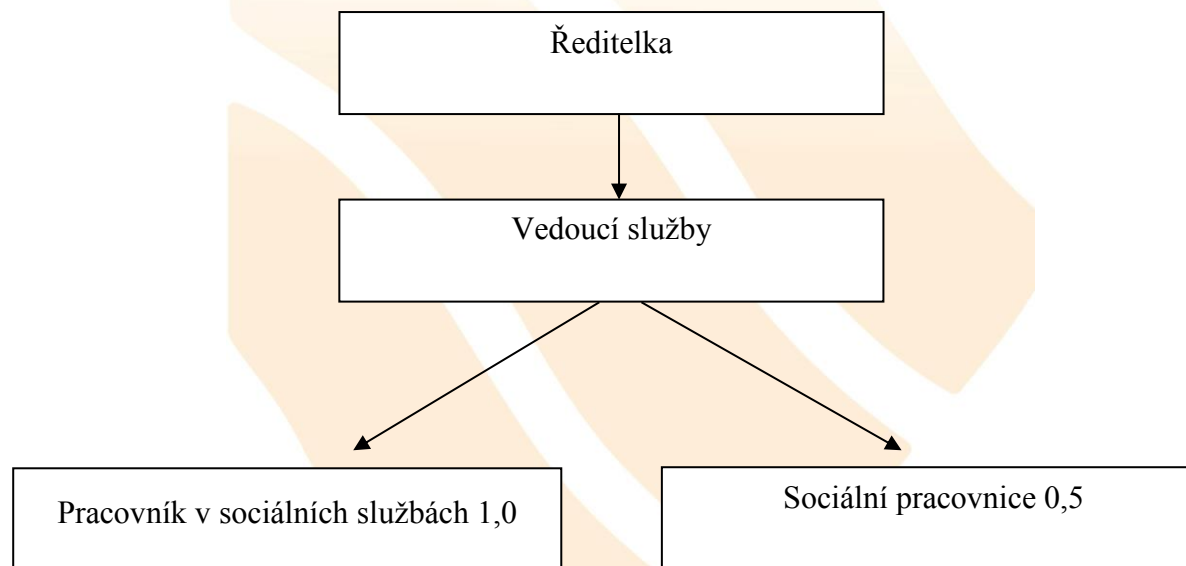 Ředitelka
Vedoucí služby
Pracovník v sociálních službách 1,0
Sociální pracovnice 0,5